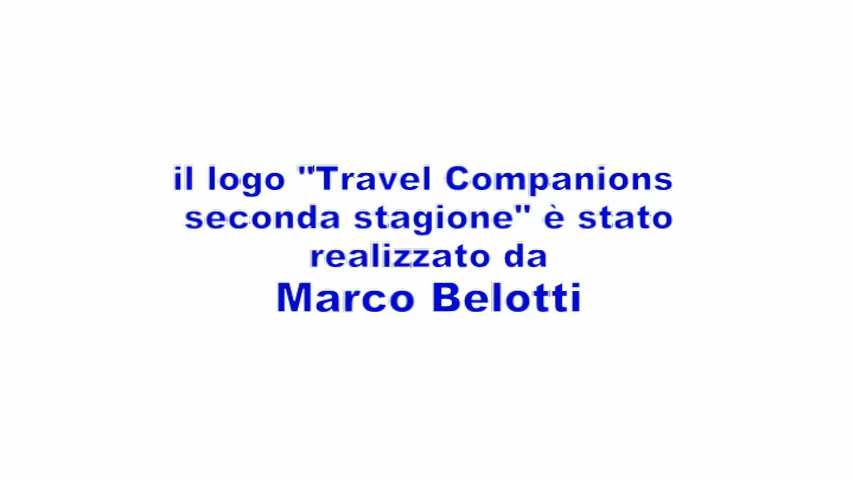 il logo "Travel Companions
seconda stagione" è stato
realizzato da
Marco Belotti